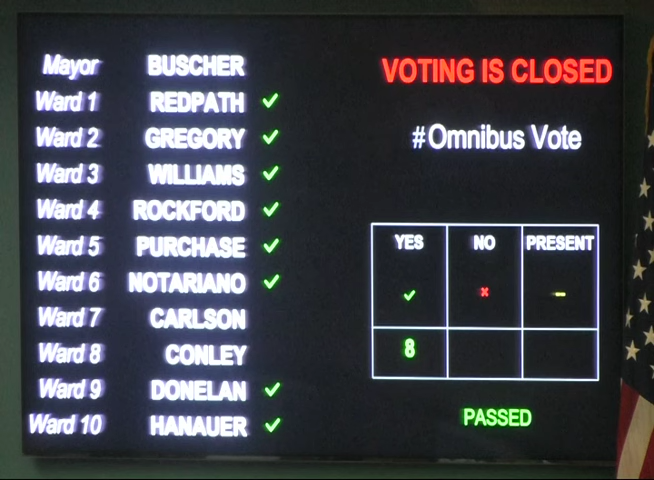 Mayor BUSCHER
Ward 1 REDPATH ✓
Ward 2 GREGORY ✓
Ward 3 WILLIAMS ✓
Ward 4 ROCKFORD ✓
Ward 5 PURCHASE ✓
Ward 6 NOTARIANO ✓
Ward 7 CARLSON
Ward 8 CONLEY
Ward 9 DONELAN ✓
Ward 10 HANAUER ✓
VOTING IS CLOSED
#Omnibus Vote
YES NO PRESENT
✓ ✗ –
8
PASSED